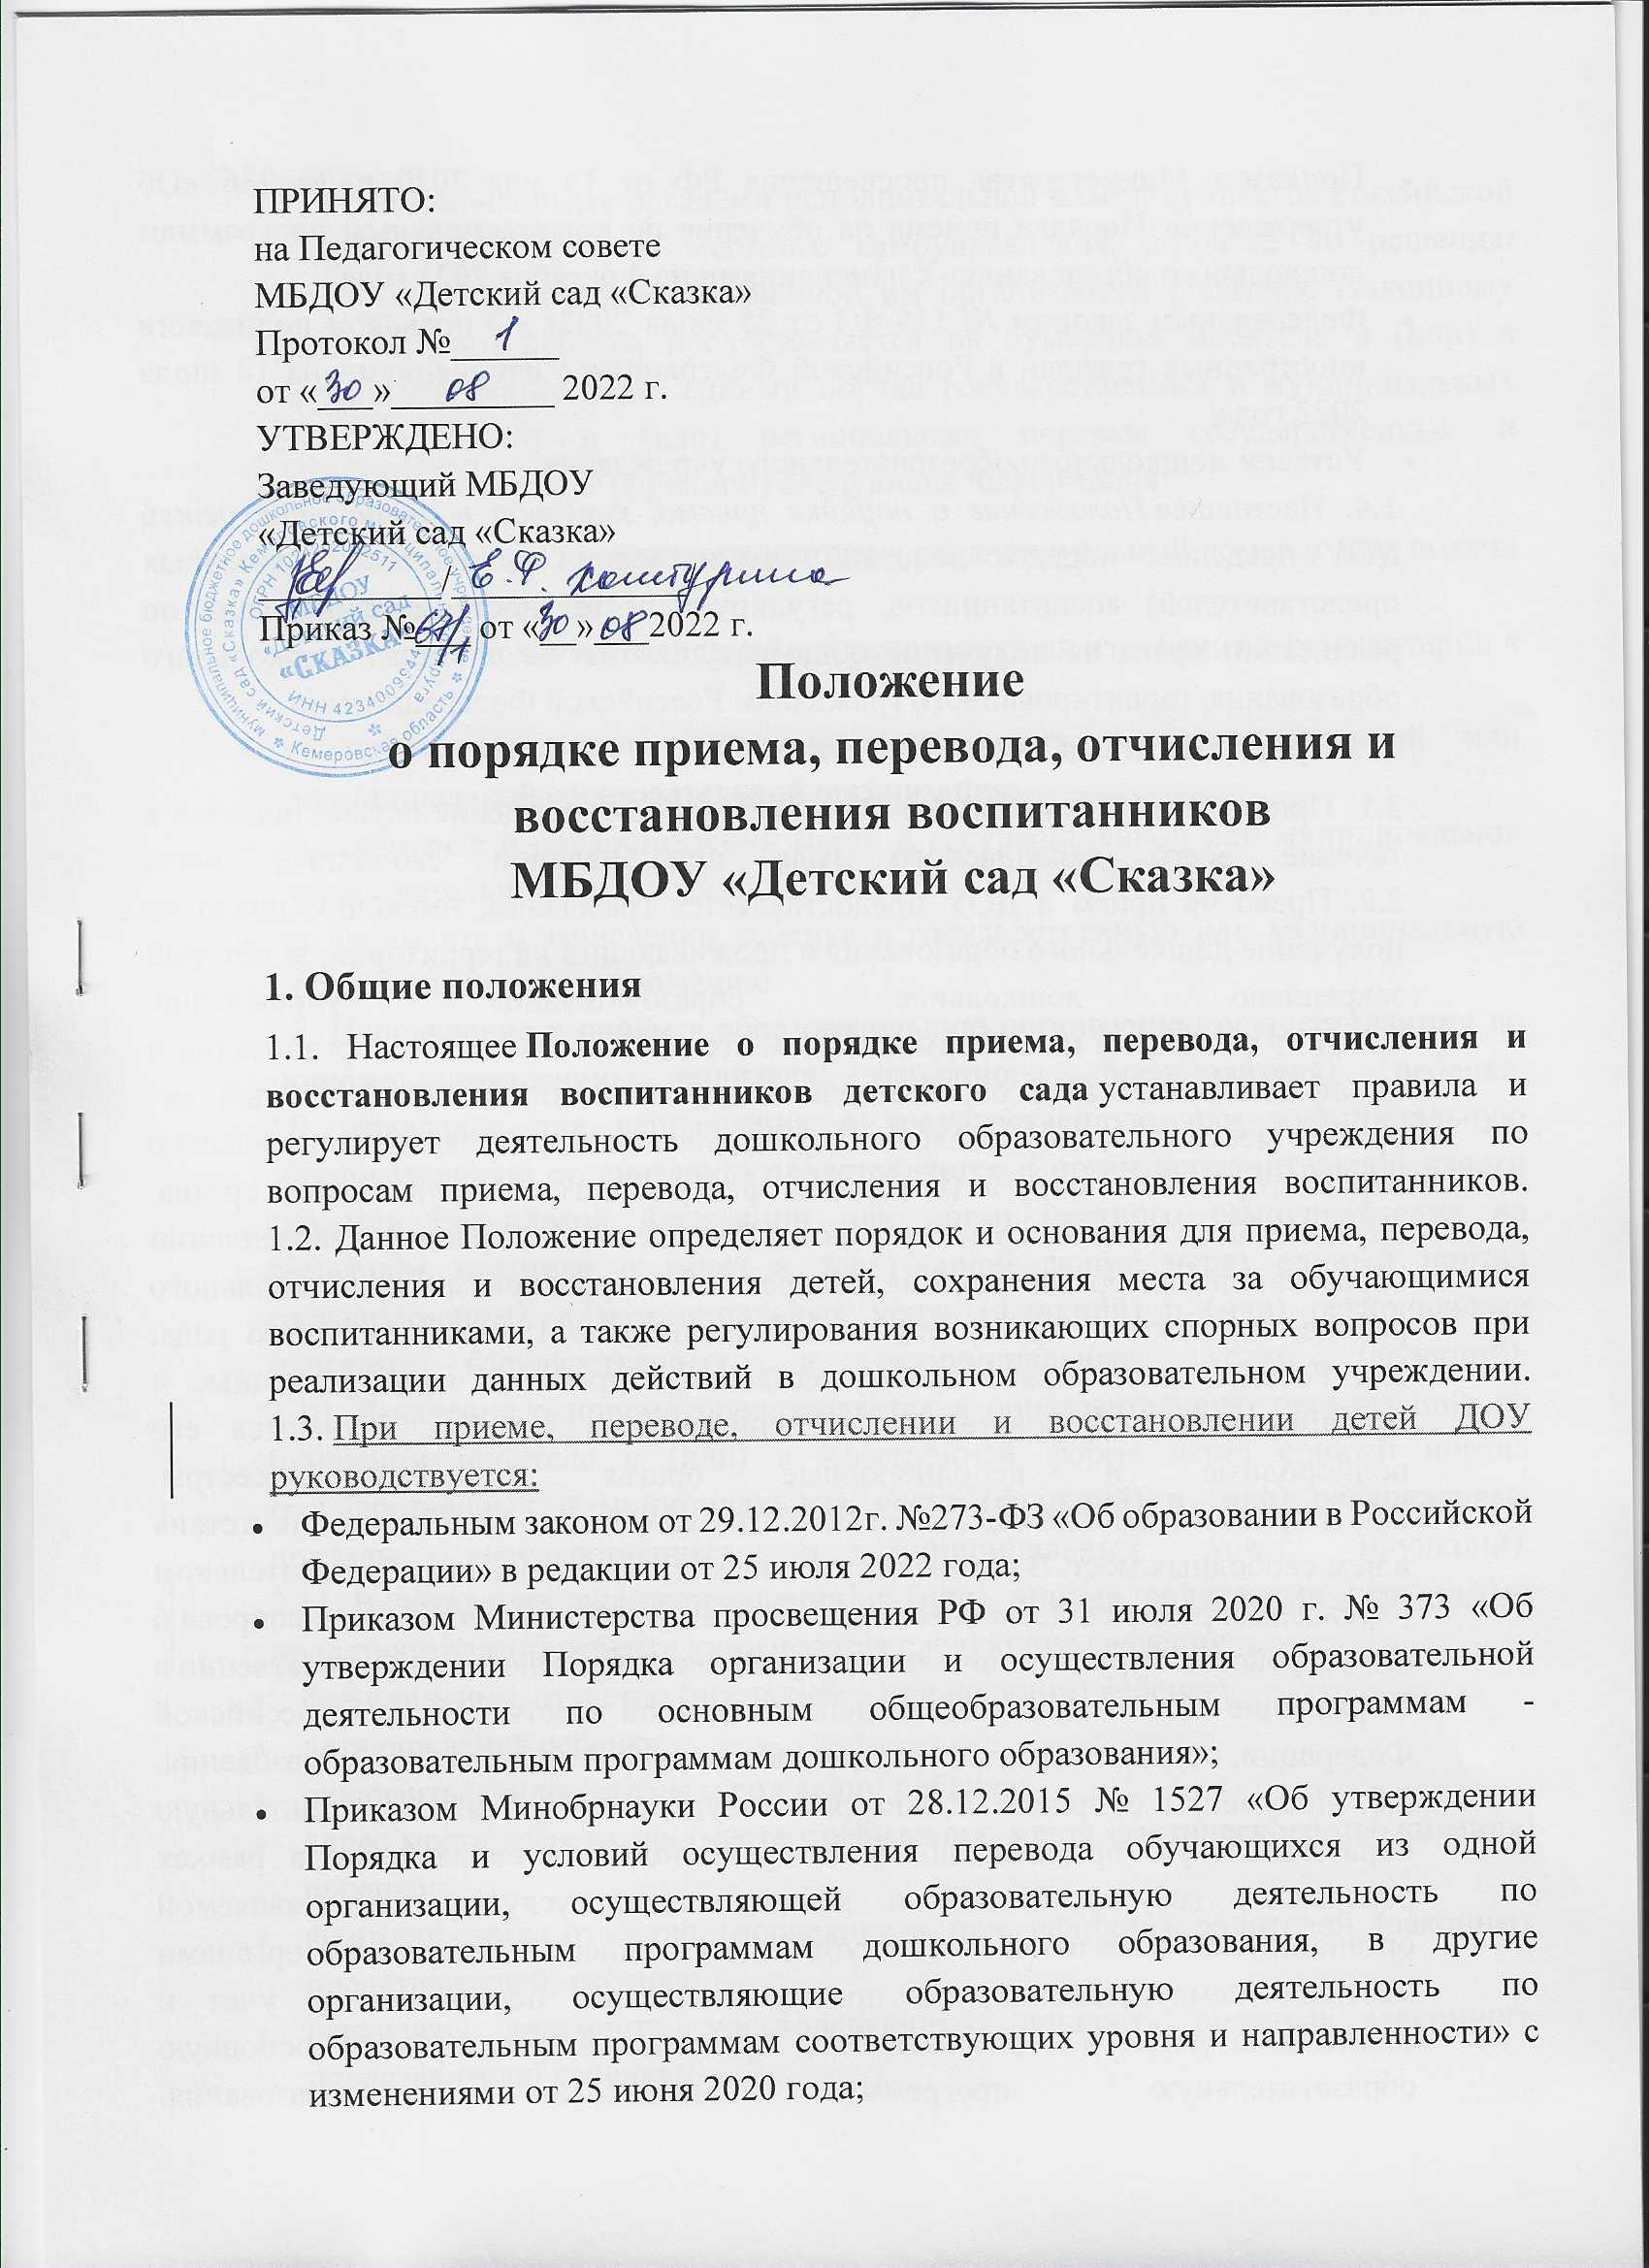 ПРИНЯТО:
на Педагогическом совете
МБДОУ «Детский сад «Сказка»
Протокол № 1
от «30» 08 2022 г.
УТВЕРЖДЕНО:
Заведующий МБДОУ
«Детский сад «Сказка»
/ Е.Ф.
Приказ № от «30» 08 2022 г.
МБДОУ
«Детский сад
«СКАЗКА»
ИНН 4234009944
Кемеровская область
Положение
о порядке приема, перевода, отчисления и
восстановления воспитанников
МБДОУ «Детский сад «Сказка»
1. Общие положения
1.1. Настоящее Положение о порядке приема, перевода, отчисления и
восстановления воспитанников детского сада устанавливает правила и
регулирует деятельность дошкольного образовательного учреждения по
вопросам приема, перевода, отчисления и восстановления воспитанников.
1.2. Данное Положение определяет порядок и основания для приема, перевода,
отчисления и восстановления детей, сохранения места за обучающимися
воспитанниками, а также регулирования возникающих спорных вопросов при
реализации данных действий в дошкольном образовательном учреждении.
1.3. При приеме, переводе, отчислении и восстановлении детей ДОУ
руководствуется:
• Федеральным законом от 29.12.2012г. №273-ФЗ «Об образовании в Российской
Федерации» в редакции от 25 июля 2022 года;
• Приказом Министерства просвещения РФ от 31 июля 2020 г. № 373 «Об
утверждении Порядка организации и осуществления образовательной
деятельности по основным общеобразовательным программам -
образовательным программам дошкольного образования»;
• Приказом Минобрнауки России от 28.12.2015 № 1527 «Об утверждении
Порядка и условий осуществления перевода обучающихся из одной
организации, осуществляющей образовательную деятельность по
образовательным программам дошкольного образования, в другие
организации, осуществляющие образовательную деятельность по
образовательным программам соответствующих уровня и направленности» с
изменениями от 25 июня 2020 года;